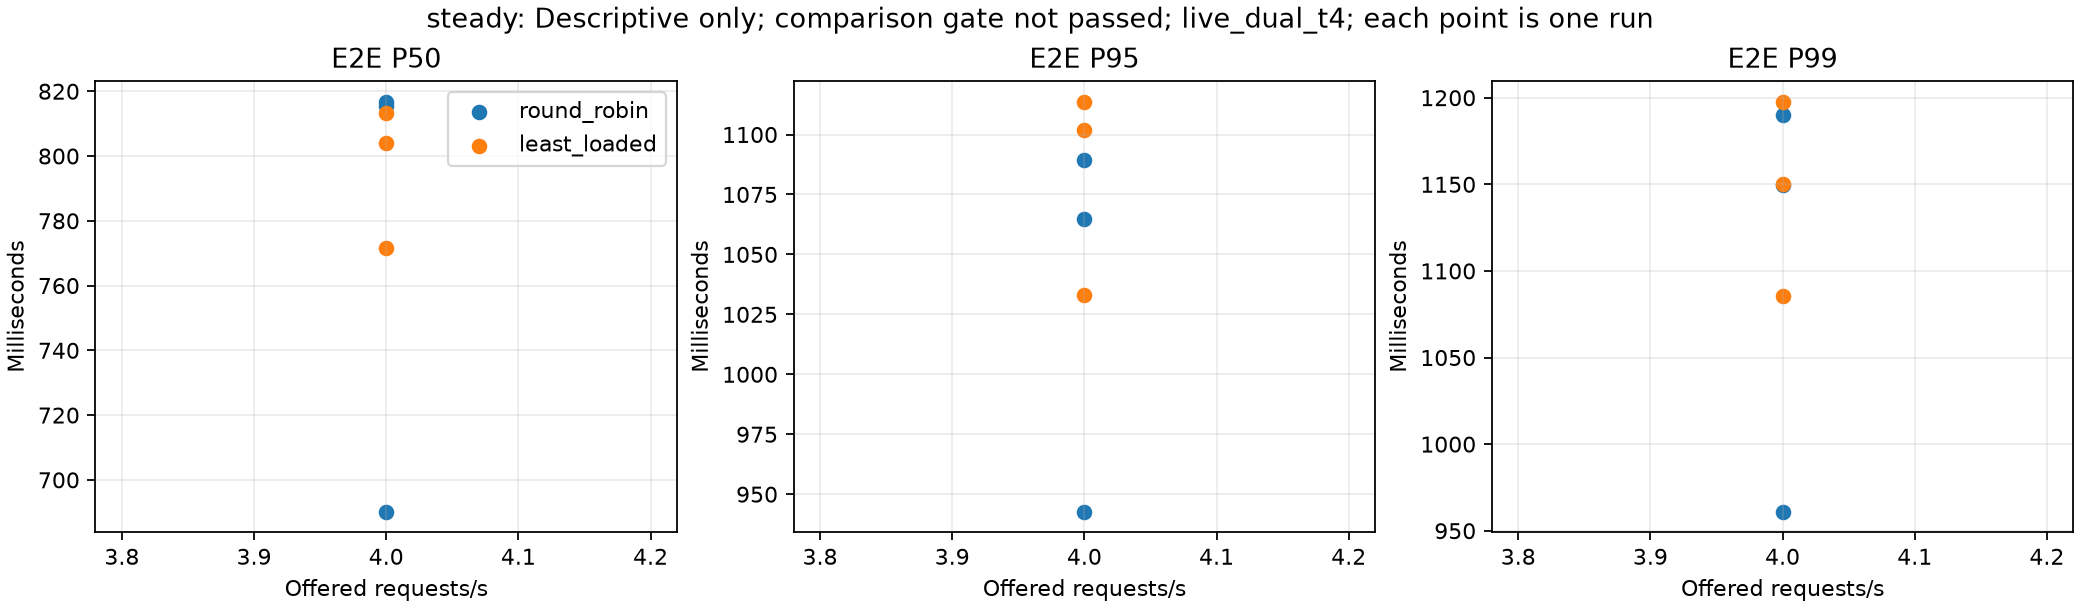 steady: Descriptive only; comparison gate not passed; live_dual_t4; each point is one run
E2E P50
820
800
780
760
740
720
700
Milliseconds
3.8 3.9 4.0 4.1 4.2
Offered requests/s
round_robin
least_loaded
E2E P95
1100
1075
1050
1025
1000
975
950
Milliseconds
3.8 3.9 4.0 4.1 4.2
Offered requests/s
E2E P99
1200
1150
1100
1050
1000
950
Milliseconds
3.8 3.9 4.0 4.1 4.2
Offered requests/s